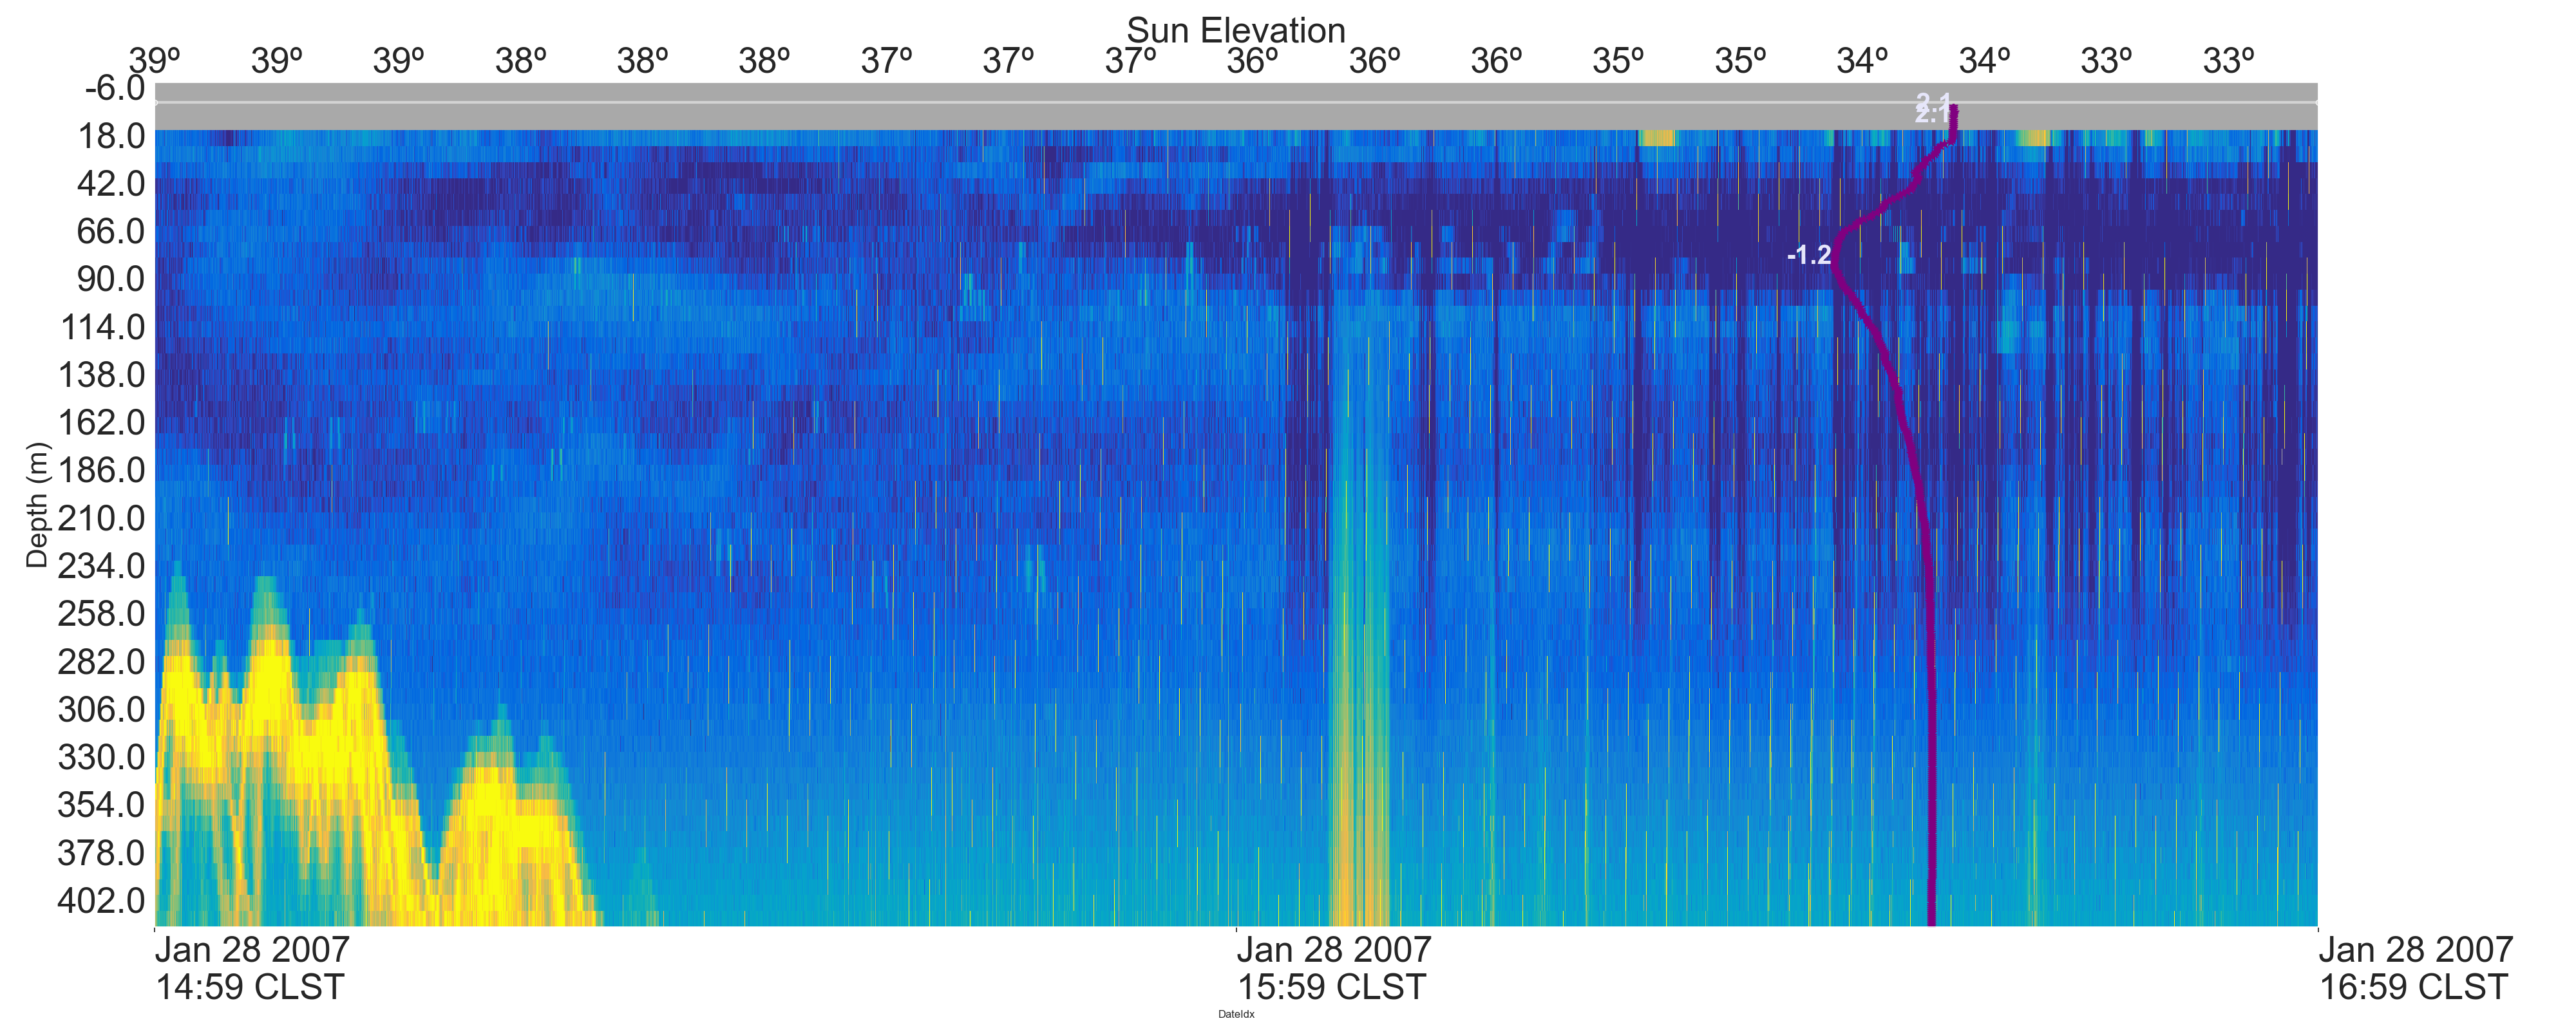 Sun Elevation
39º 39º 39º 38º 38º 38º 37º 37º 37º 36º 36º 36º 35º 35º 34º 34º 33º 33º
-6.0
18.0
42.0
66.0
90.0
114.0
138.0
162.0
186.0
210.0
234.0
258.0
282.0
306.0
330.0
354.0
378.0
402.0
Depth (m)
2.1
2.1
-1.2
Jan 28 2007
14:59 CLST
Jan 28 2007
15:59 CLST
Jan 28 2007
16:59 CLST
DateIdx